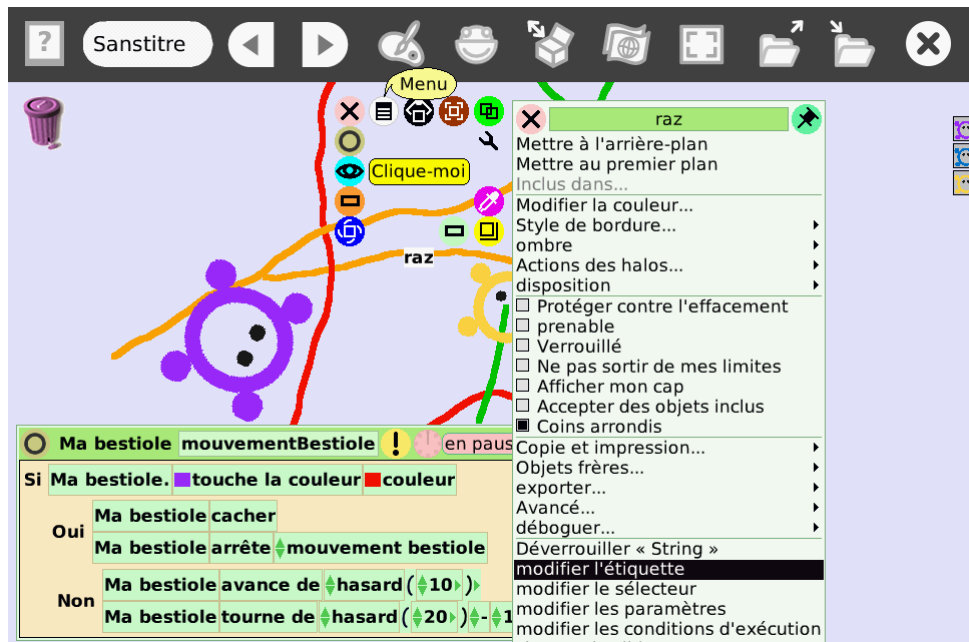 ?
Sanstitre
Menu
Clique-moi
raz
raz
Mettre à l'arrière-plan
Mettre au premier plan
Inclus dans...
Modifier la couleur...
Style de bordure...
ombre
Actions des halos...
disposition
Protéger contre l'effacement
prenable
Verrouillé
Ne pas sortir de mes limites
Afficher mon cap
Accepter des objets inclus
Coins arrondis
Copie et impression...
Objets frères...
exporter...
Avancé...
déboguer...
Déverrouiller « String »
modifier l'étiquette
modifier le sélecteur
modifier les paramètres
modifier les conditions d'exécution
Ma bestiole mouvementBestiole ! en paus
Si Ma bestiole. touche la couleur couleur
Oui
Ma bestiole cacher
Ma bestiole arrête mouvement bestiole
Non
Ma bestiole avance de hasard (10)
Ma bestiole tourne de hasard (20) - 1